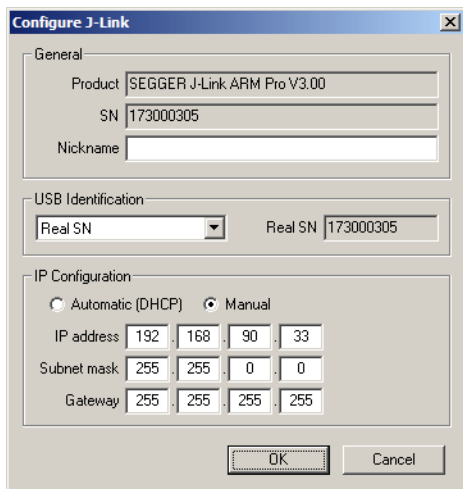 Configure J-Link
General
Product SEGGER J-Link ARM Pro V3.00
SN 173000305
Nickname
USB Identification
Real SN Real SN 173000305
IP Configuration
Automatic (DHCP) Manual
IP address 192 . 168 . 90 . 33
Subnet mask 255 . 255 . 0 . 0
Gateway 255 . 255 . 255 . 255
OK Cancel